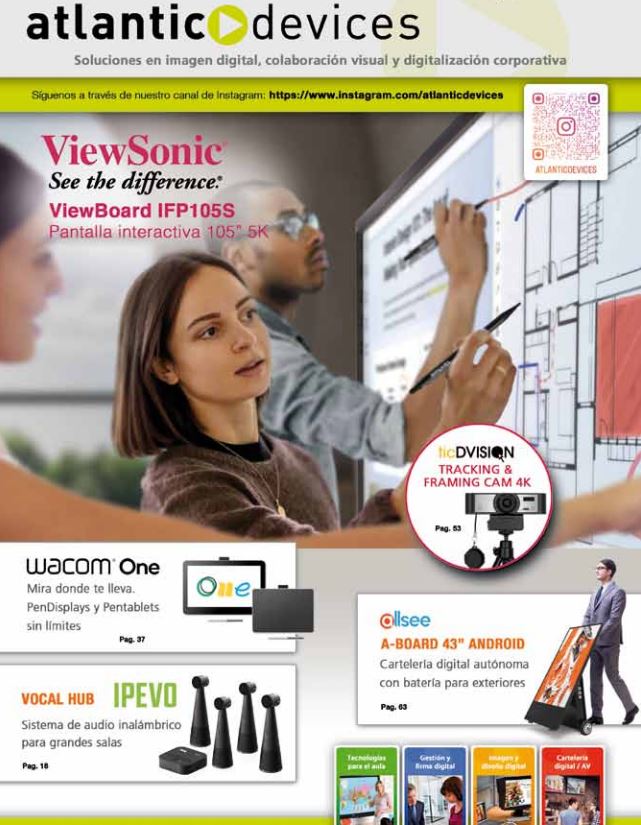 atlantic devices
Soluciones en imagen digital, colaboración visual y digitalización corporativa
Síguenos a través de nuestro canal de Instagram: https://www.instagram.com/atlanticdevices
ATLANTICDEVICES
ViewSonic®
See the difference.®
ViewBoard IFP105S
Pantalla interactiva 105" 5K
ticDVISION
TRACKING &
FRAMING CAM 4K
Pag. 53
wacom® One
Mira donde te lleva.
PenDisplays y Pentablets
sin límites
Pag. 37
One
allsee
A-BOARD 43" ANDROID
Cartelería digital autónoma
con batería para exteriores
Pag. 63
VOCAL HUB IPEVO
Sistema de audio inalámbrico
para grandes salas
Pag. 18
Tecnologías
para el aula
Gestión y
firma digital
Imagen y
diseño digital
Cartelería
digital / AV